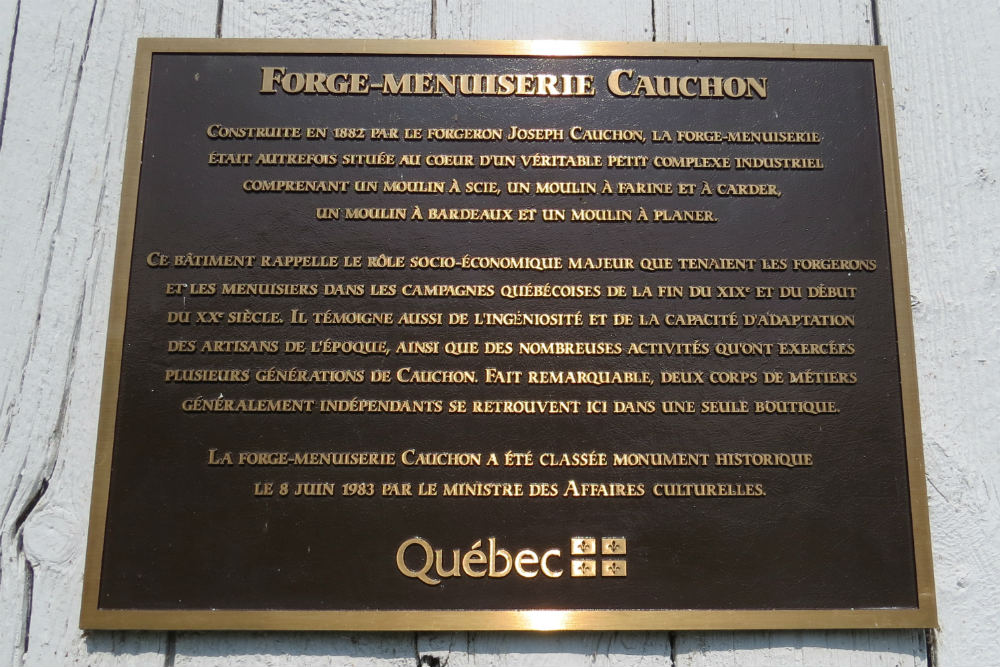 Forge-menuiserie Cauchon
Construite en 1882 par le forgeron Joseph Cauchon, la forge-menuiserie
était autrefois située au coeur d'un véritable petit complexe industriel
comprenant un moulin à scie, un moulin à farine et à carder,
un moulin à bardeaux et un moulin à planer.
Ce bâtiment rappelle le rôle socio-économique majeur que tenaient les forgerons
et les menuisiers dans les campagnes québécoises de la fin du XIXe et du début
du XXe siècle. Il témoigne aussi de l'ingéniosité et de la capacité d'adaptation
des artisans de l'époque, ainsi que des nombreuses activités qu'ont exercées
plusieurs générations de Cauchon. Fait remarquable, deux corps de métiers
généralement indépendants se retrouvent ici dans une seule boutique.
La forge-menuiserie Cauchon a été classée monument historique
le 8 juin 1983 par le ministre des Affaires culturelles.
Québec